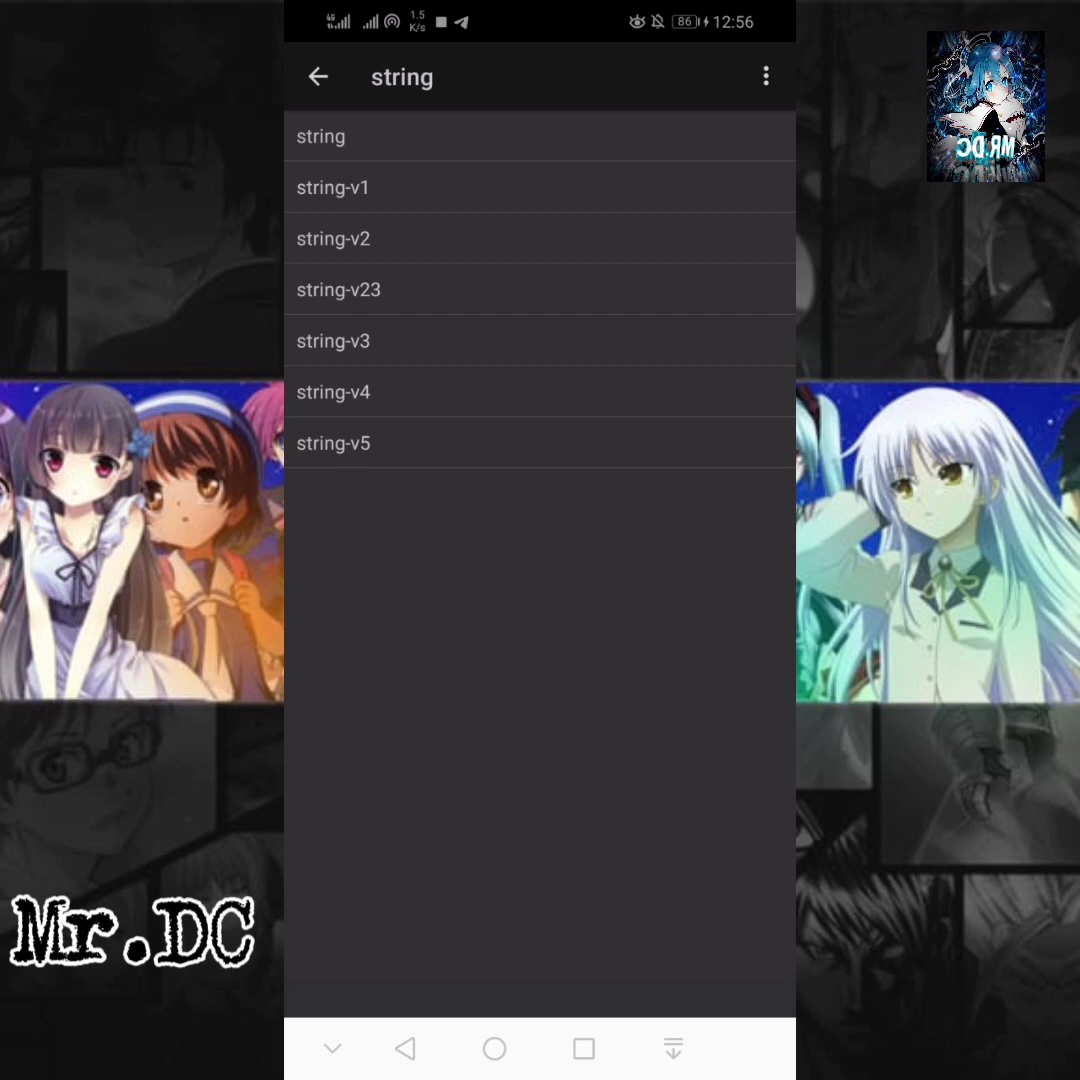 4G 1.5 K/s 86 12:56
string
string
string-v1
string-v2
string-v23
string-v3
string-v4
string-v5
MR.DC
Mr.DC